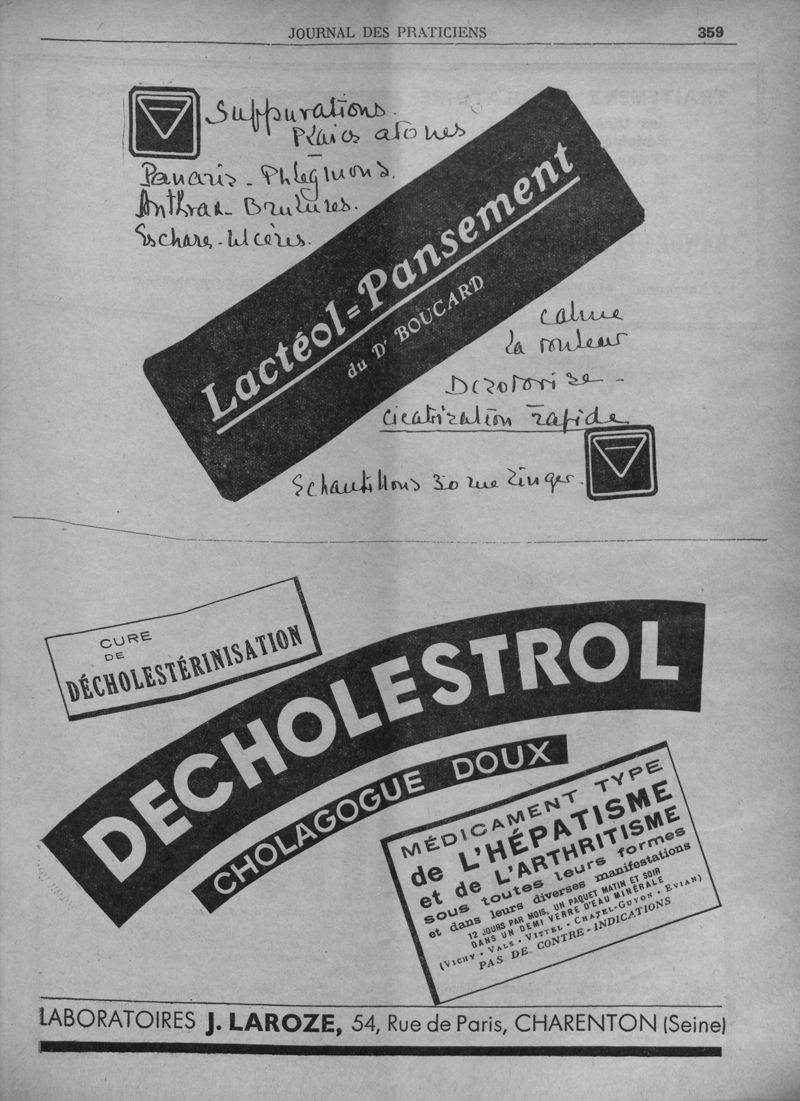 JOURNAL DES PRATICIENS 359
Suppurations.
Plaies atones
Panaris - Phlegmons.
Anthrax - Brulures.
Eschares - Ulcères.
Lactéol=Pansement
du Dr BOUCARD
calme
la douleur
Désodorise -
cicatrization rapide
Echantillons 30 rue Singer.
CURE
DE
DÉCHOLESTÉRINISATION
DECHOLESTROL
CHOLAGOGUE DOUX
MÉDICAMENT TYPE
de L'HÉPATISME
et de L'ARTHRITISME
sous toutes leurs formes
et dans leurs diverses manifestations
12 JOURS PAR MOIS, UN PAQUET MATIN ET SOIR
DANS UN DEMI VERRE D'EAU MINÉRALE
(VICHY - VALS - VITTEL - CHATEL-GUYON - EVIAN)
PAS DE CONTRE-INDICATIONS
LABORATOIRES J. LAROZE, 54, Rue de Paris, CHARENTON (Seine)